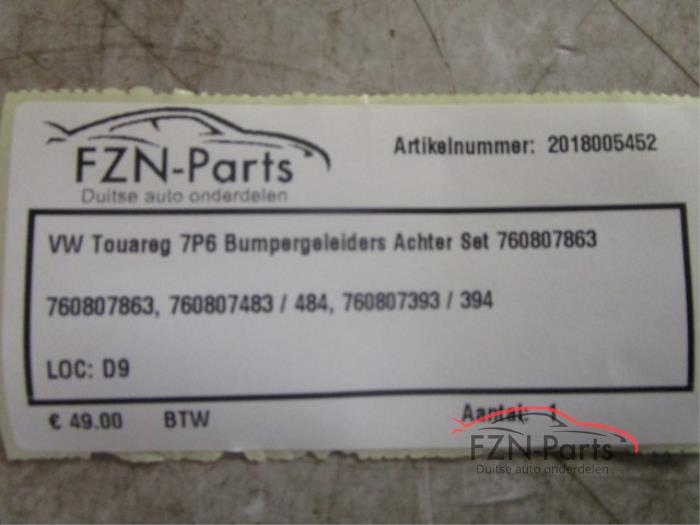 FZN-Parts
Duitse auto onderdelen
Artikelnummer: 2018005452
VW Touareg 7P6 Bumpergeleiders Achter Set 760807863
760807863, 760807483 / 484, 760807393 / 394
LOC: D9
€ 49.00 BTW Aantal: 1
FZN-Parts
Duitse auto onderdelen